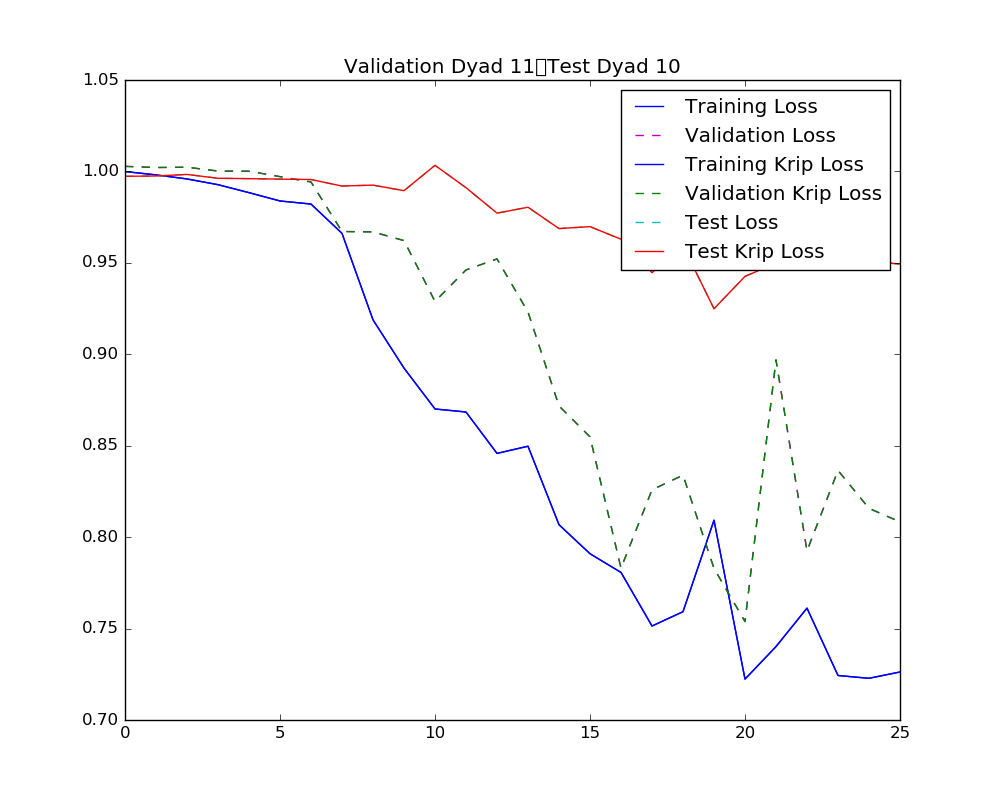 Validation Dyad 11▯Test Dyad 10
1.05
1.00
0.95
0.90
0.85
0.80
0.75
0.70
0
5
10
15
20
25
Training Loss
Validation Loss
Training Krip Loss
Validation Krip Loss
Test Loss
Test Krip Loss